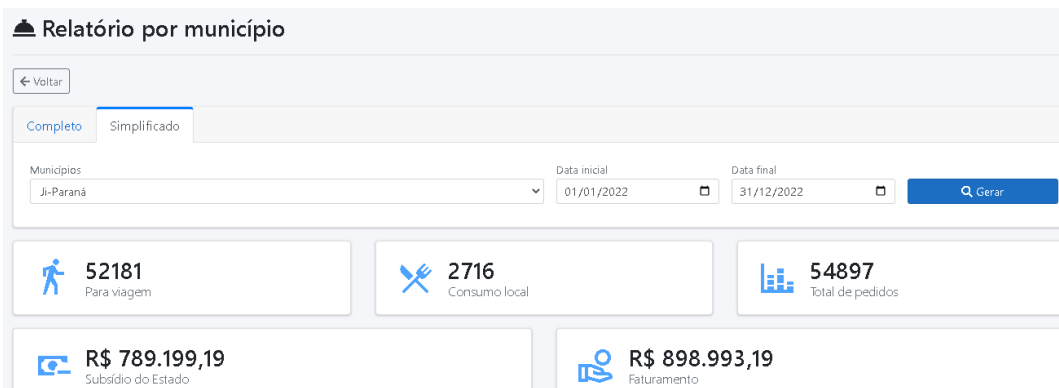 Relatório por município
Voltar
Completo Simplificado
Municípios Data inicial Data final
Ji-Paraná 01/01/2022 31/12/2022 Gerar
52181 2716 54897
Para viagem Consumo local Total de pedidos
R$ 789.199,19 R$ 898.993,19
Subsídio do Estado Faturamento